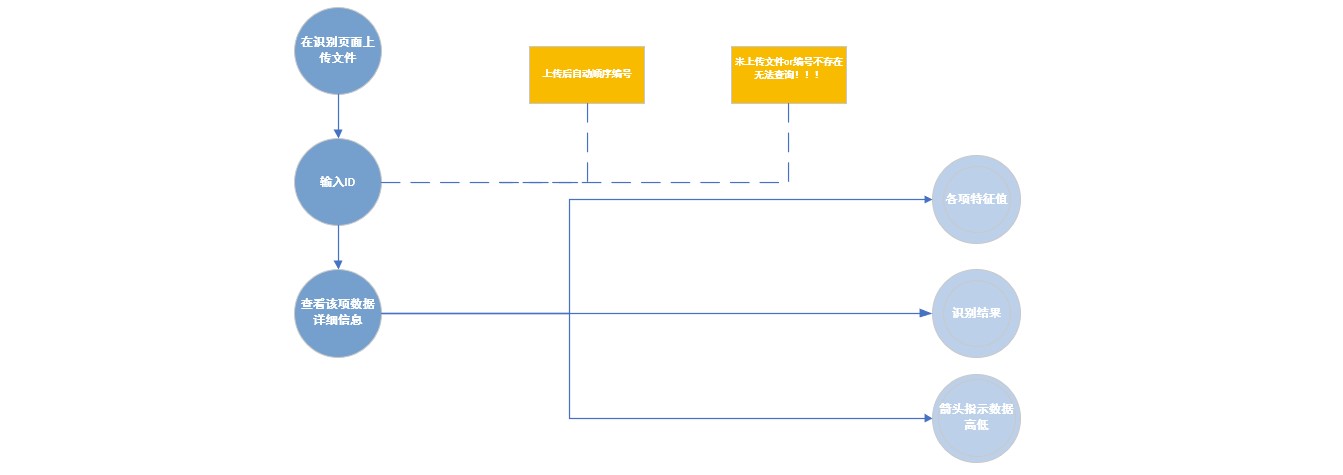 在识别页面上
传文件
上传后自动顺序编号
未上传文件or编号不存在
无法查询！！！
输入ID
各项特征值
查看该项数据
详细信息
识别结果
箭头指示数据
高低